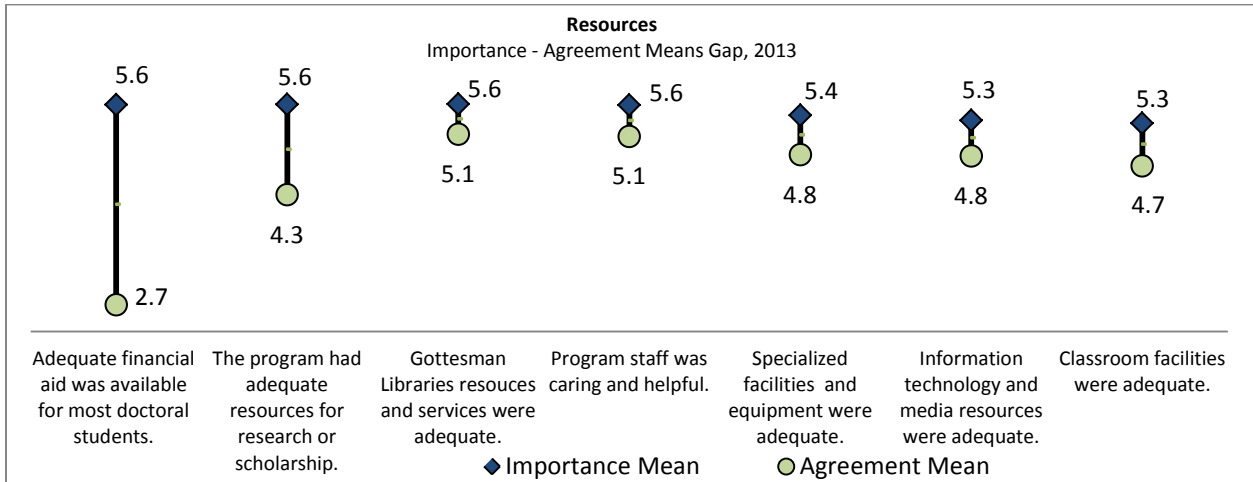 Resources
Importance - Agreement Means Gap, 2013
5.6
5.6
5.6
5.6
5.4
5.3
5.3
2.7
4.3
5.1
5.1
4.8
4.8
4.7
Adequate financial
aid was available
for most doctoral
students.
The program had
adequate
resources for
research or
scholarship.
Gottesman
Libraries resouces
and services were
adequate.
Program staff was
caring and helpful.
Specialized
facilities and
equipment were
adequate.
Information
technology and
media resources
were adequate.
Classroom facilities
were adequate.
Importance Mean
Agreement Mean